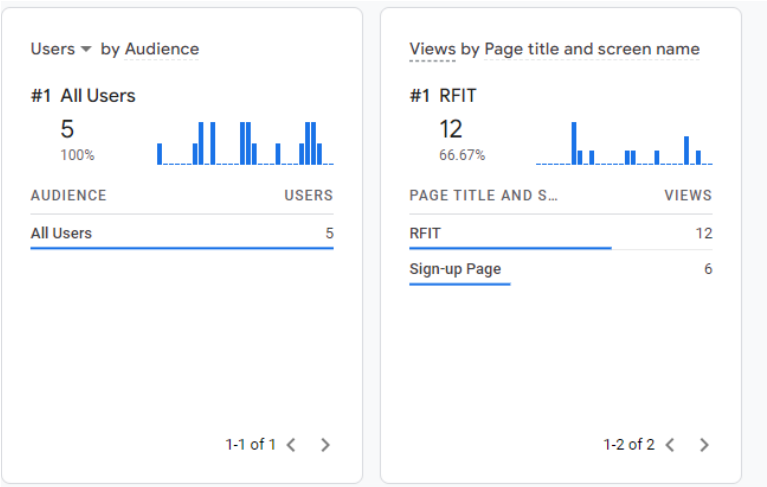 Users by Audience
#1 All Users
5
100%
AUDIENCE USERS
All Users 5
1-1 of 1
Views by Page title and screen name
#1 RFIT
12
66.67%
PAGE TITLE AND S... VIEWS
RFIT 12
Sign-up Page 6
1-2 of 2